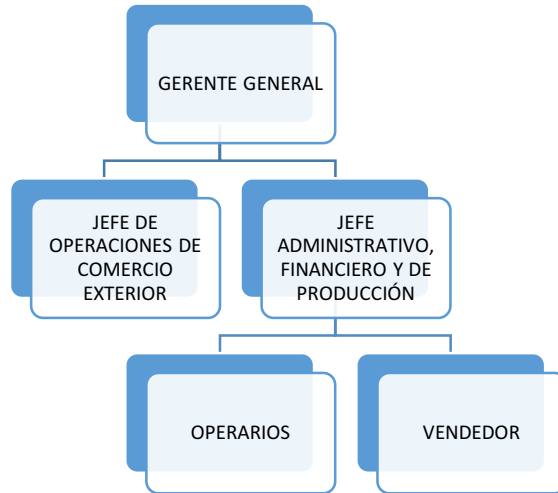 GERENTE GENERAL
JEFE DE
OPERACIONES DE
COMERCIO
EXTERIOR
JEFE
ADMINISTRATIVO,
FINANCIERO Y DE
PRODUCCIÓN
OPERARIOS
VENDEDOR